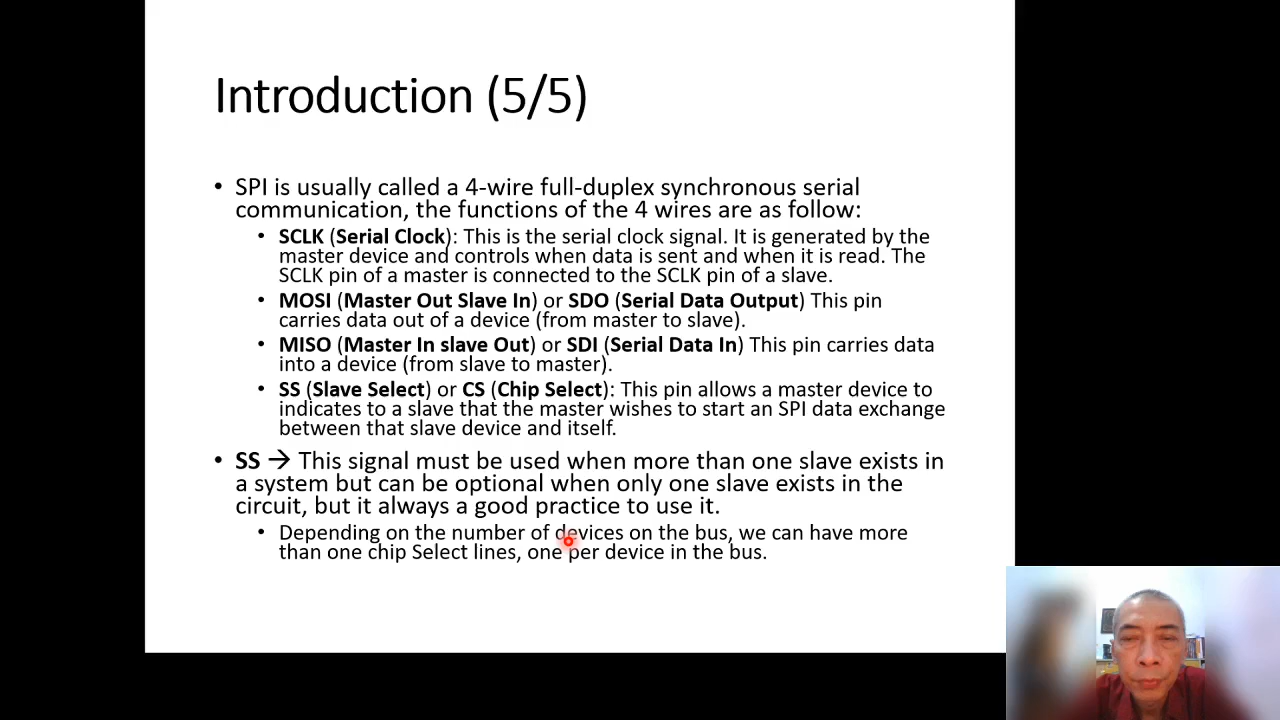 Introduction (5/5)
• SPI is usually called a 4-wire full-duplex synchronous serial
communication, the functions of the 4 wires are as follow:
• SCLK (Serial Clock): This is the serial clock signal. It is generated by the
master device and controls when data is sent and when it is read. The
SCLK pin of a master is connected to the SCLK pin of a slave.
• MOSI (Master Out Slave In) or SDO (Serial Data Output) This pin
carries data out of a device (from master to slave).
• MISO (Master In slave Out) or SDI (Serial Data In) This pin carries data
into a device (from slave to master).
• SS (Slave Select) or CS (Chip Select): This pin allows a master device to
indicates to a slave that the master wishes to start an SPI data exchange
between that slave device and itself.
• SS → This signal must be used when more than one slave exists in
a system but can be optional when only one slave exists in the
circuit, but it always a good practice to use it.
• Depending on the number of devices on the bus, we can have more
than one chip Select lines, one per device in the bus.